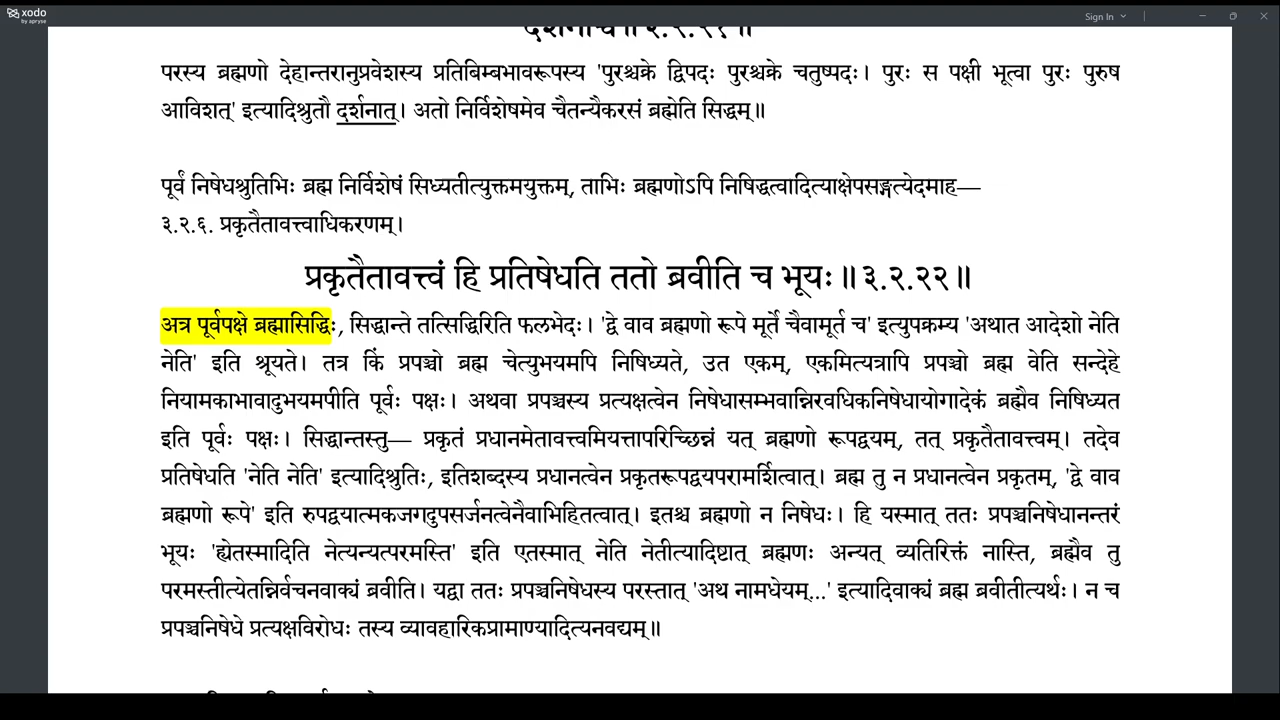 xodo
by apryse
Sign In
दर्शनाच्च॥३.२.२१॥
परस्य ब्रह्मणो देहान्तरानुप्रवेशस्य प्रतिबिम्बभावरूपस्य 'पुरश्चक्रे द्विपदः पुरश्चक्रे चतुष्पदः। पुरः स पक्षी भूत्वा पुरः पुरुष
आविशत्' इत्यादिश्रुतौ दर्शनात्। अतो निर्विशेषमेव चैतन्यैकरसं ब्रह्मेति सिद्धम्॥
पूर्वं निषेधश्रुतिभिः ब्रह्म निर्विशेषं सिध्यतीत्युक्तमयुक्तम्, ताभिः ब्रह्मणोऽपि निषिद्धत्वादित्याक्षेपसङ्गत्येदमाह—
३.२.६. प्रकृतैतावत्त्वाधिकरणम्।
प्रकृतैतावत्त्वं हि प्रतिषेधति ततो ब्रवीति च भूयः॥३.२.२२॥
अत्र पूर्वपक्षे ब्रह्मासिद्धिः, सिद्धान्ते तत्सिद्धिरिति फलभेदः। 'द्वे वाव ब्रह्मणो रूपे मूर्तं चैवामूर्तं च' इत्युपक्रम्य 'अथात आदेशो नेति
नेति' इति श्रूयते। तत्र किं प्रपञ्चो ब्रह्म चेत्युभयमपि निषिध्यते, उत एकम्, एकमित्यत्रापि प्रपञ्चो ब्रह्म वेति सन्देहे
नियामकाभावादुभयमपीति पूर्वः पक्षः। अथवा प्रपञ्चस्य प्रत्यक्षत्वेन निषेधासम्भवान्निरवधिकनिषेधायोगादेकं ब्रह्मैव निषिध्यत
इति पूर्वः पक्षः। सिद्धान्तस्तु— प्रकृतं प्रधानमेतावत्त्वमियत्तापरिच्छिन्नं यत् ब्रह्मणो रूपद्वयम्, तत् प्रकृतैतावत्त्वम्। तदेव
प्रतिषेधति 'नेति नेति' इत्यादिश्रुतिः, इतिशब्दस्य प्रधानत्वेन प्रकृतरूपद्वयपरामर्शित्वात्। ब्रह्म तु न प्रधानत्वेन प्रकृतम्, 'द्वे वाव
ब्रह्मणो रूपे' इति रुपद्वयात्मकजगदुपसर्जनत्वेनैवाभिहितत्वात्। इतश्च ब्रह्मणो न निषेधः। हि यस्मात् ततः प्रपञ्चनिषेधानन्तरं
भूयः 'ह्येतस्मादिति नेत्यन्यत्परमस्ति' इति एतस्मात् नेति नेतीत्यादिष्टात् ब्रह्मणः अन्यत् व्यतिरिक्तं नास्ति, ब्रह्मैव तु
परमस्तीत्येतन्निर्वचनवाक्यं ब्रवीति। यद्वा ततः प्रपञ्चनिषेधस्य परस्तात् 'अथ नामधेयम्...' इत्यादिवाक्यं ब्रह्म ब्रवीतीत्यर्थः। न च
प्रपञ्चनिषेधे प्रत्यक्षविरोधः तस्य व्यावहारिकप्रामाण्यादित्यनवद्यम्॥